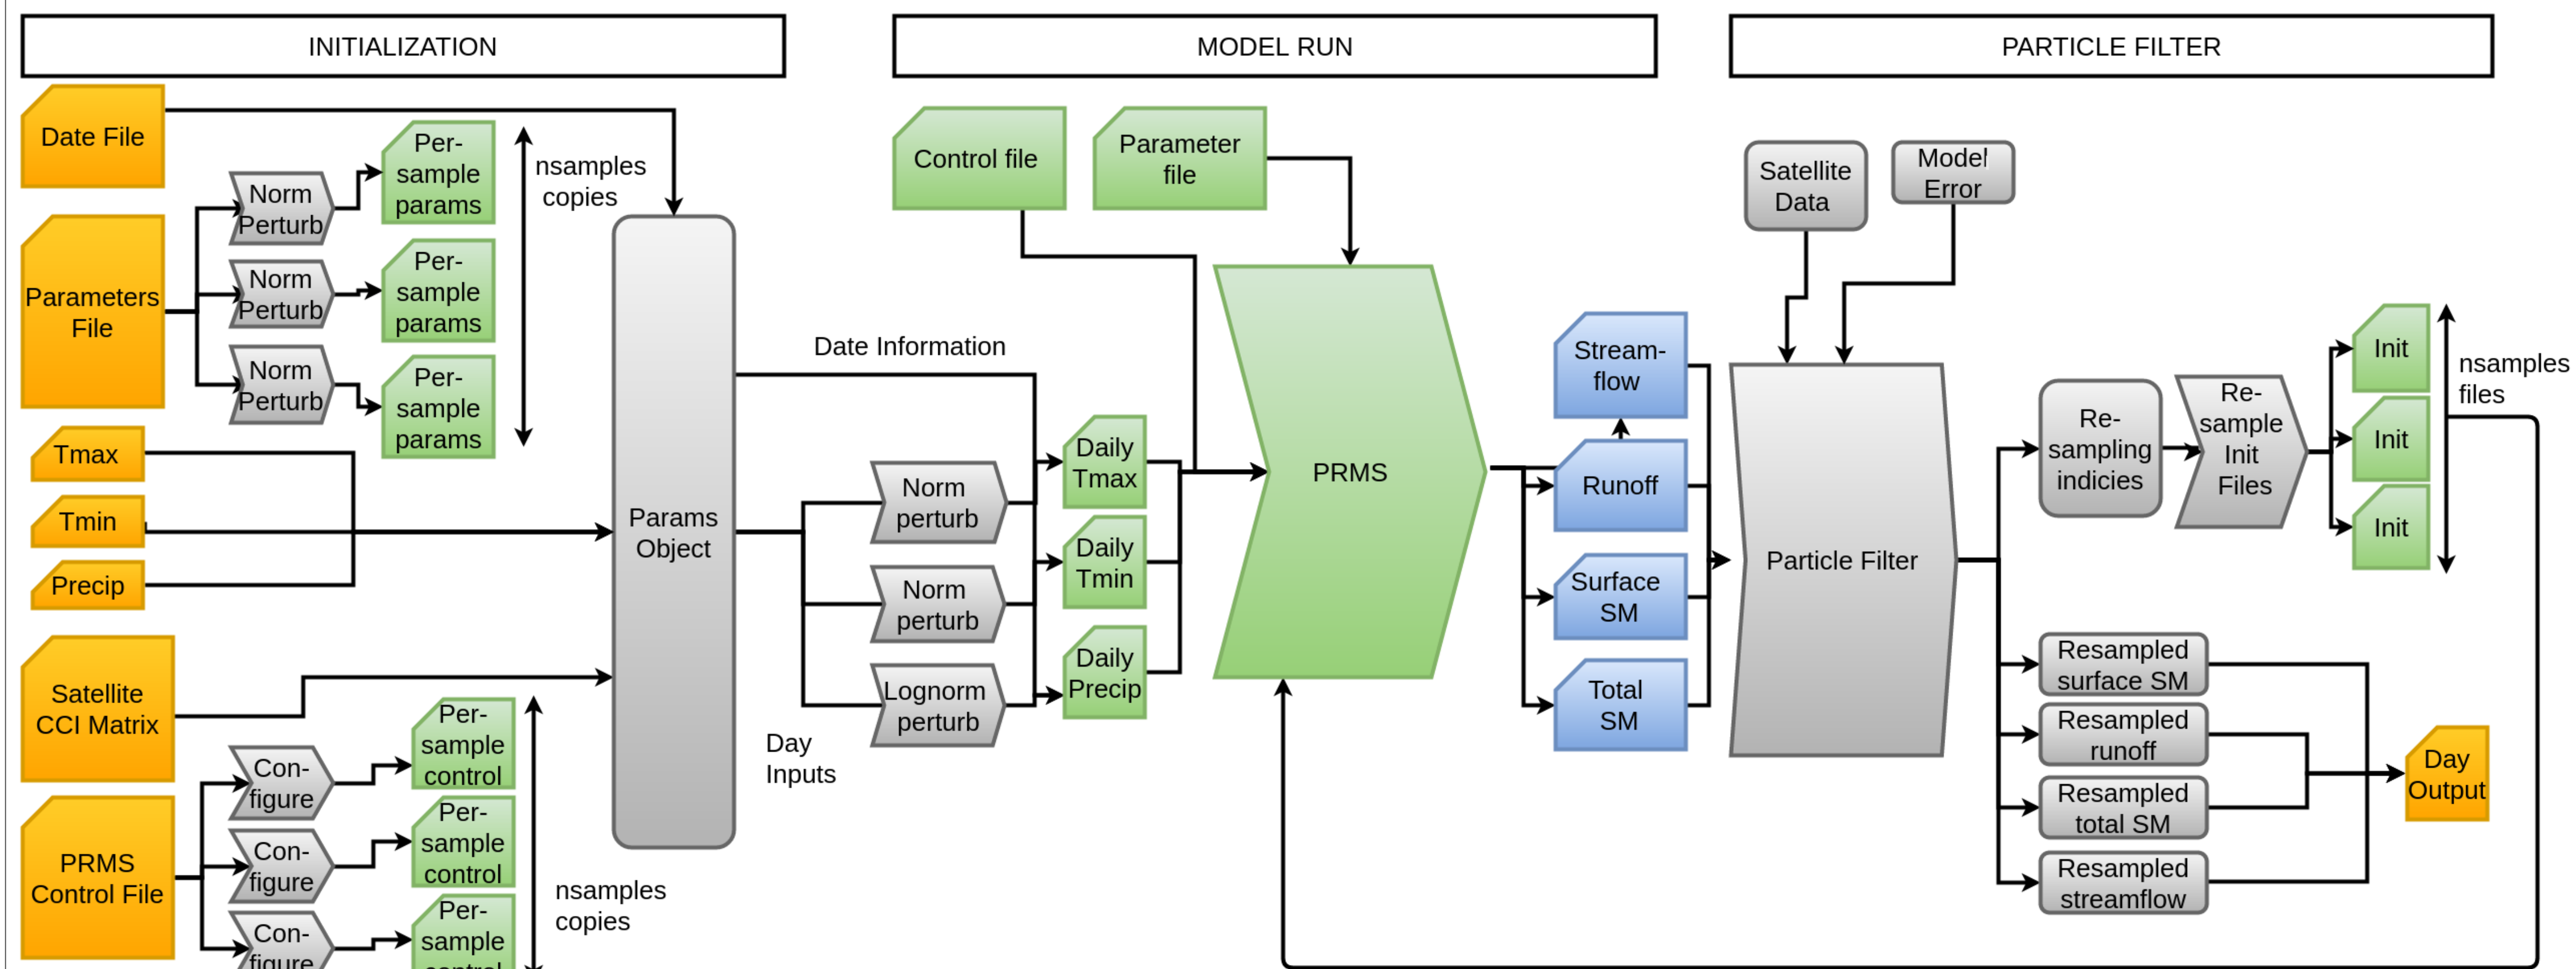 INITIALIZATION
MODEL RUN
PARTICLE FILTER
Date File
Parameters
File
Tmax
Tmin
Precip
Satellite
CCI Matrix
PRMS
Control File
Norm
Perturb
Norm
Perturb
Norm
Perturb
Per-
sample
params
Per-
sample
params
Per-
sample
params
nsamples
copies
Con-
figure
Con-
figure
Con-
figure
Per-
sample
control
Per-
sample
control
Per-
sample
control
nsamples
copies
Params
Object
Date Information
Day
Inputs
Norm
perturb
Norm
perturb
Lognorm
perturb
Daily
Tmax
Daily
Tmin
Daily
Precip
Control file
Parameter
file
PRMS
Stream-
flow
Runoff
Surface
SM
Total
SM
Satellite
Data
Model
Error
Particle Filter
Re-
sampling
indicies
Re-
sample
Init
Files
Init
Init
Init
nsamples
files
Resampled
surface SM
Resampled
runoff
Resampled
total SM
Resampled
streamflow
Day
Output